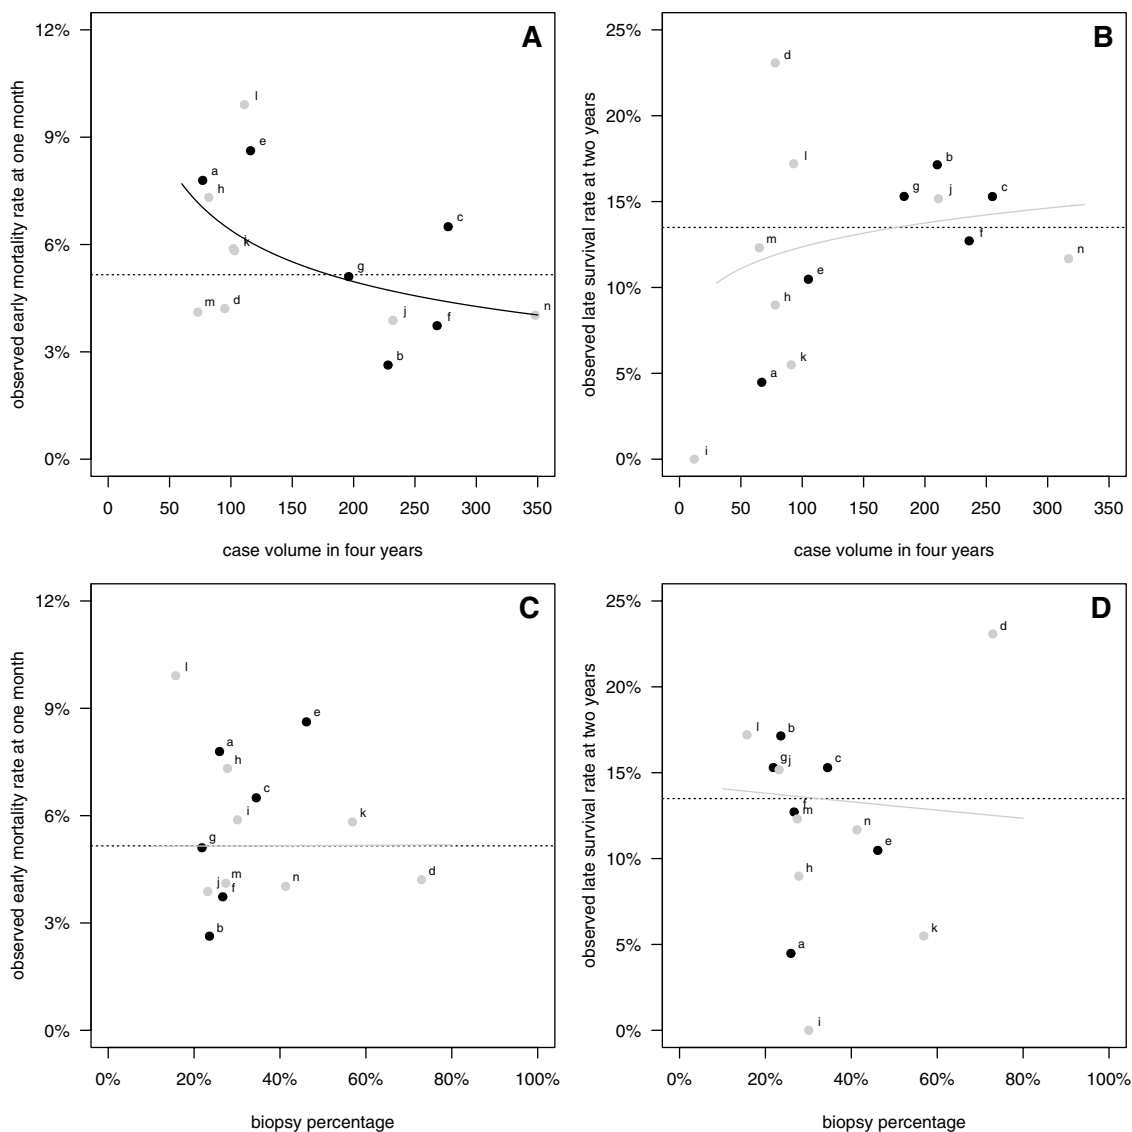 A
observed early mortality rate at one month
12%
9%
6%
3%
0%
l
e
a
h
k
c
g
m
d
j
f
n
b
0 50 100 150 200 250 300 350
case volume in four years
B
observed late survival rate at two years
25%
20%
15%
10%
5%
0%
d
l
b
g
j
c
m
f
n
e
h
k
a
i
0 50 100 150 200 250 300 350
case volume in four years
C
observed early mortality rate at one month
12%
9%
6%
3%
0%
l
e
a
h
c
i
k
g
m
j
f
n
d
b
0% 20% 40% 60% 80% 100%
biopsy percentage
D
observed late survival rate at two years
25%
20%
15%
10%
5%
0%
d
l
b
g
j
c
f
m
n
e
h
k
a
i
0% 20% 40% 60% 80% 100%
biopsy percentage